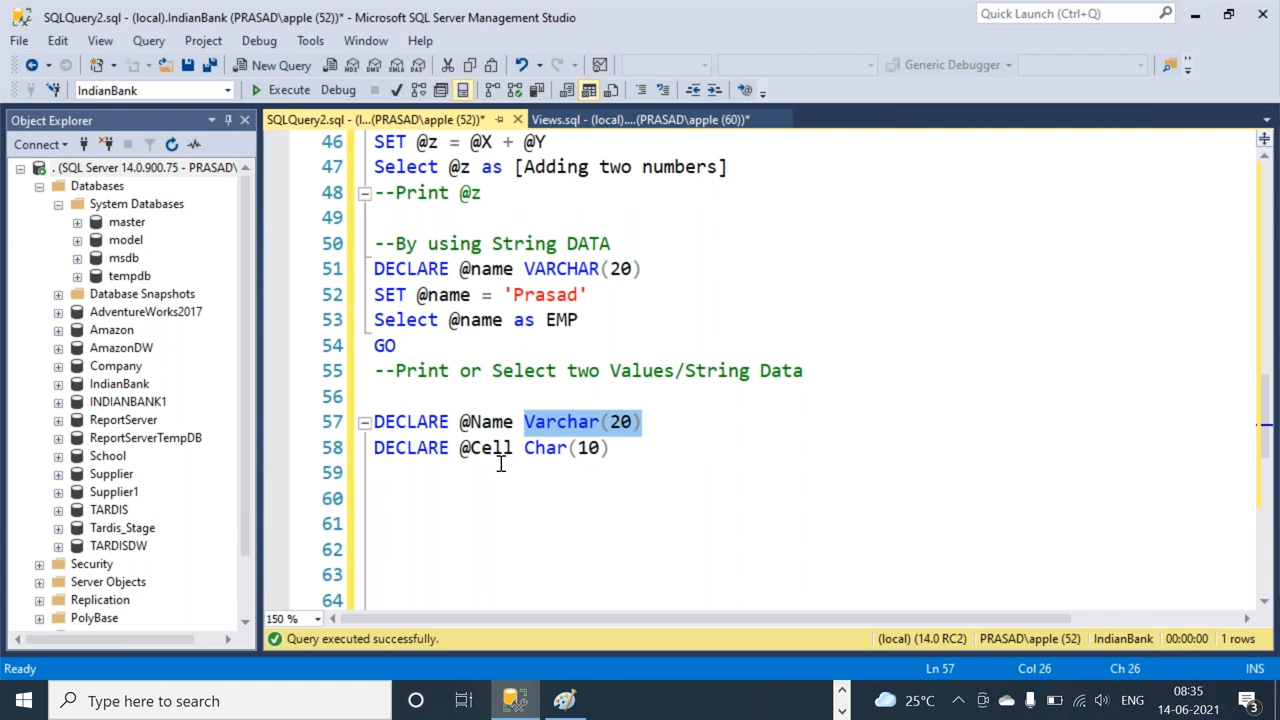 SQLQuery2.sql - (local).IndianBank (PRASAD\apple (52))* - Microsoft SQL Server Management Studio
Quick Launch (Ctrl+Q)
File Edit View Query Project Debug Tools Window Help
New Query
MDX DMX XMLA DAX
Generic Debugger
IndianBank
Execute Debug
Object Explorer
SQLQuery2.sql - (l...(PRASAD\apple (52))*
Views.sql - (local)....(PRASAD\apple (60))*
Connect
. (SQL Server 14.0.900.75 - PRASAD\
Databases
System Databases
master
model
msdb
tempdb
Database Snapshots
AdventureWorks2017
Amazon
AmazonDW
Company
IndianBank
INDIANBANK1
ReportServer
ReportServerTempDB
School
Supplier
Supplier1
TARDIS
Tardis_Stage
TARDISDW
Security
Server Objects
Replication
PolyBase
46 SET @z = @X + @Y
47 Select @z as [Adding two numbers]
48 --Print @z
49
50 --By using String DATA
51 DECLARE @name VARCHAR(20)
52 SET @name = 'Prasad'
53 Select @name as EMP
54 GO
55 --Print or Select two Values/String Data
56
57 DECLARE @Name Varchar(20)
58 DECLARE @Cell Char(10)
59
60
61
62
63
64
150 %
Query executed successfully.
(local) (14.0 RC2) PRASAD\apple (52) IndianBank 00:00:00 1 rows
Ready
Ln 57 Col 26 Ch 26 INS
Type here to search
25°C
ENG
08:35
14-06-2021
3